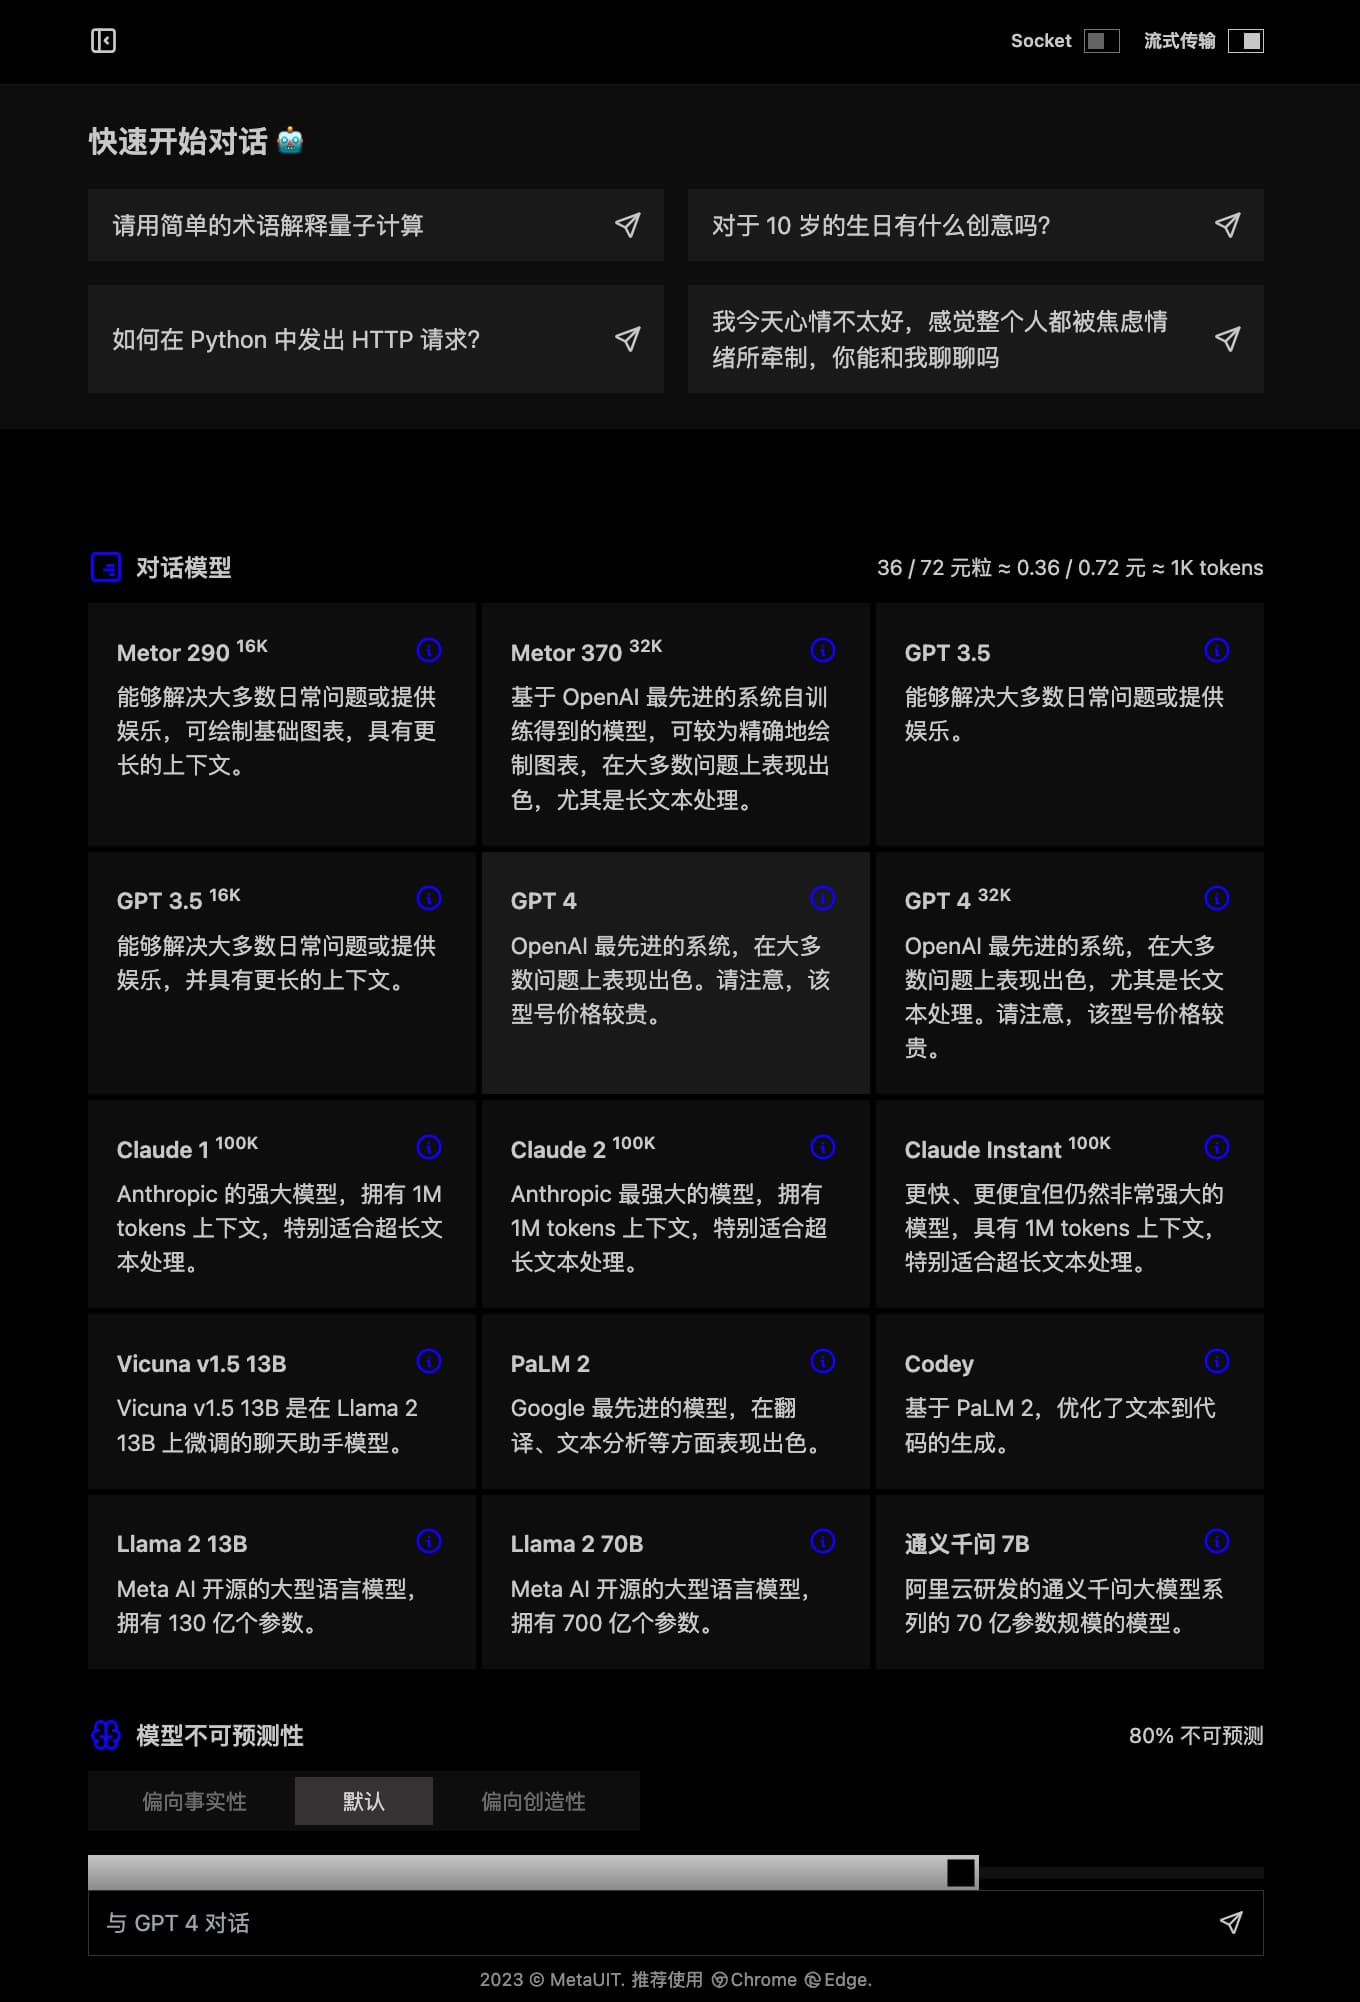 Socket 流式传输
快速开始对话 🤖
请用简单的术语解释量子计算
对于 10 岁的生日有什么创意吗?
如何在 Python 中发出 HTTP 请求?
我今天心情不太好，感觉整个人都被焦虑情
绪所牵制，你能和我聊聊吗
对话模型
36 / 72 元粒 ≈ 0.36 / 0.72 元 ≈ 1K tokens
Metor 290 16K
能够解决大多数日常问题或提供
娱乐，可绘制基础图表，具有更
长的上下文。
Metor 370 32K
基于 OpenAI 最先进的系统自训
练得到的模型，可较为精确地绘
制图表，在大多数问题上表现出
色，尤其是长文本处理。
GPT 3.5
能够解决大多数日常问题或提供
娱乐。
GPT 3.5 16K
能够解决大多数日常问题或提供
娱乐，并具有更长的上下文。
GPT 4
OpenAI 最先进的系统，在大多
数问题上表现出色。请注意，该
型号价格较贵。
GPT 4 32K
OpenAI 最先进的系统，在大多
数问题上表现出色，尤其是长文
本处理。请注意，该型号价格较
贵。
Claude 1 100K
Anthropic 的强大模型，拥有 1M
tokens 上下文，特别适合超长文
本处理。
Claude 2 100K
Anthropic 最强大的模型，拥有
1M tokens 上下文，特别适合超
长文本处理。
Claude Instant 100K
更快、更便宜但仍然非常强大的
模型，具有 1M tokens 上下文，
特别适合超长文本处理。
Vicuna v1.5 13B
Vicuna v1.5 13B 是在 Llama 2
13B 上微调的聊天助手模型。
PaLM 2
Google 最先进的模型，在翻
译、文本分析等方面表现出色。
Codey
基于 PaLM 2，优化了文本到代
码的生成。
Llama 2 13B
Meta AI 开源的大型语言模型，
拥有 130 亿个参数。
Llama 2 70B
Meta AI 开源的大型语言模型，
拥有 700 亿个参数。
通义千问 7B
阿里云研发的通义千问大模型系
列的 70 亿参数规模的模型。
模型不可预测性
80% 不可预测
偏向事实性 默认 偏向创造性
与 GPT 4 对话
2023 © MetaUIT. 推荐使用 Chrome Edge.